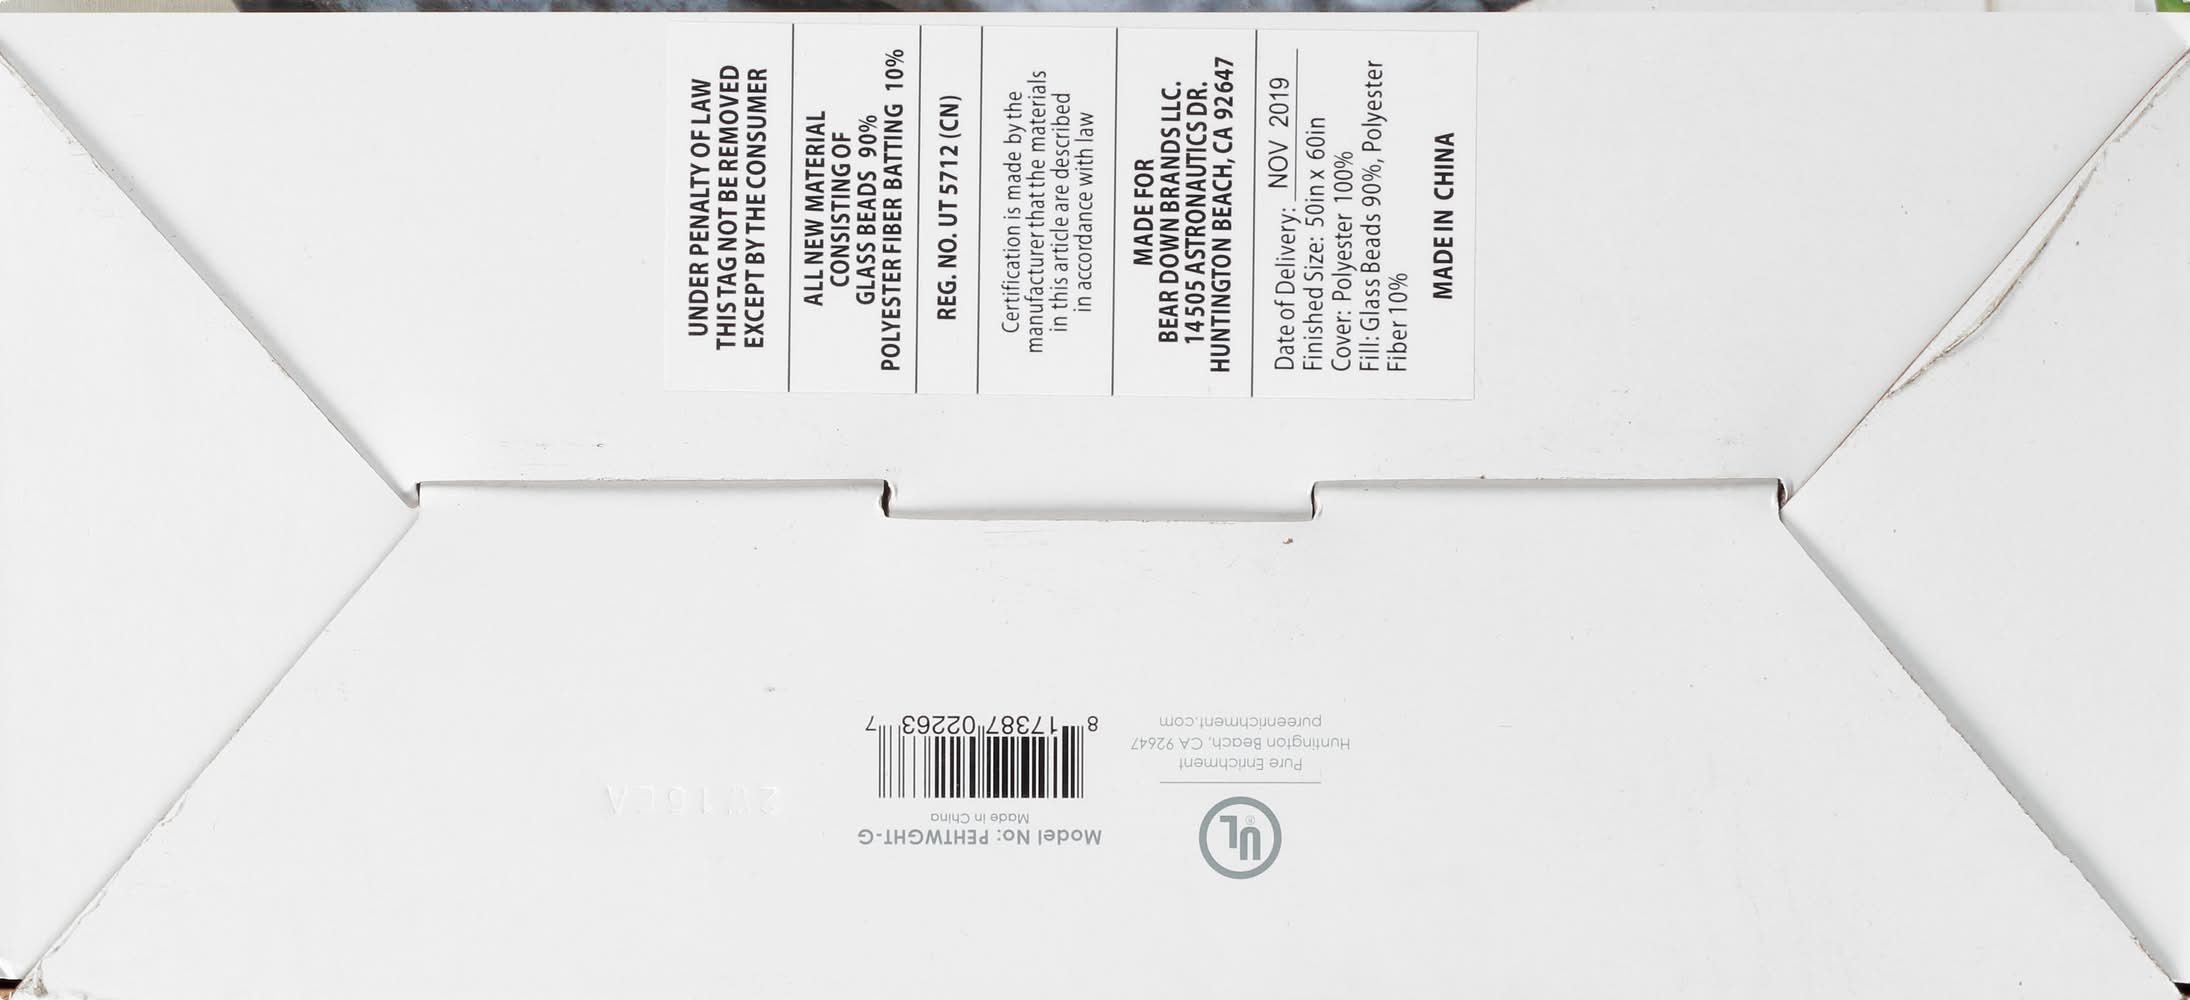 UNDER PENALTY OF LAW
THIS TAG NOT BE REMOVED
EXCEPT BY THE CONSUMER
ALL NEW MATERIAL
CONSISTING OF
GLASS BEADS 90%
POLYESTER FIBER BATTING 10%
REG. NO. UT 5712 (CN)
Certification is made by the
manufacturer that the materials
in this article are described
in accordance with law
MADE FOR
BEAR DOWN BRANDS LLC.
14505 ASTRONAUTICS DR.
HUNTINGTON BEACH, CA 92647
Date of Delivery: NOV 2019
Finished Size: 50in x 60in
Cover: Polyester 100%
Fill: Glass Beads 90%, Polyester
Fiber 10%
MADE IN CHINA
UL®
Pure Enrichment
Huntington Beach, CA 92647
pureenrichment.com
Model No: PEHTWGHT-G
Made in China
8 17387 02263 7